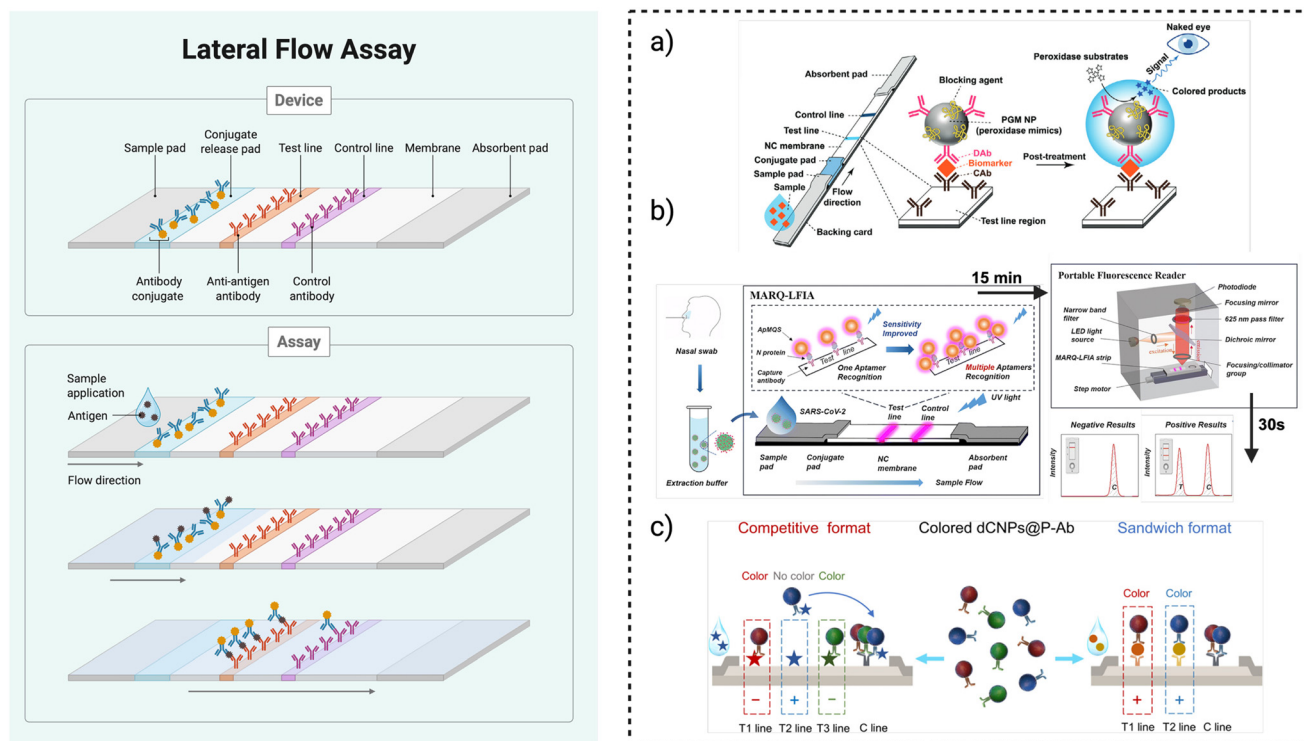 Lateral Flow Assay
Device
Sample pad
Conjugate
release pad
Test line
Control line
Membrane
Absorbent pad
Antibody
conjugate
Anti-antigen
antibody
Control
antibody
Assay
Sample
application
Antigen
Flow direction
a)
Absorbent pad
Control line
Test line
NC membrane
Conjugate pad
Sample pad
Sample
Flow
direction
Backing card
Blocking agent
PGM NP
(peroxidase mimics)
DAb
Biomarker
CAb
Test line region
Post-treatment
Peroxidase substrates
Signal
Naked
eye
Colored products
b)
Nasal swab
Extraction buffer
MARQ-LFIA
ApMQS
N protein
Capture
antibody
Test line
One Aptamer
Recognition
Sensitivity
Improved
Test line
Multiple Aptamers
Recognition
SARS-CoV-2
Test
line
Control
line
UV light
Sample
pad
Conjugate
pad
NC
membrane
Absorbent
pad
Sample Flow
15 min
Portable Fluorescence Reader
Photodiode
Focusing mirror
625 nm pass filter
Narrow band
filter
LED light
source
excitation
Dichroic mirror
MARQ-LFIA strip
Focusing/collimator
group
Step motor
30s
Negative Results
Intensity
C
Positive Results
Intensity
T
C
c)
Competitive format
Colored dCNPs@P-Ab
Sandwich format
Color
No color
Color
Color
Color
−
+
−
+
+
T1 line
T2 line
T3 line
C line
T1 line
T2 line
C line